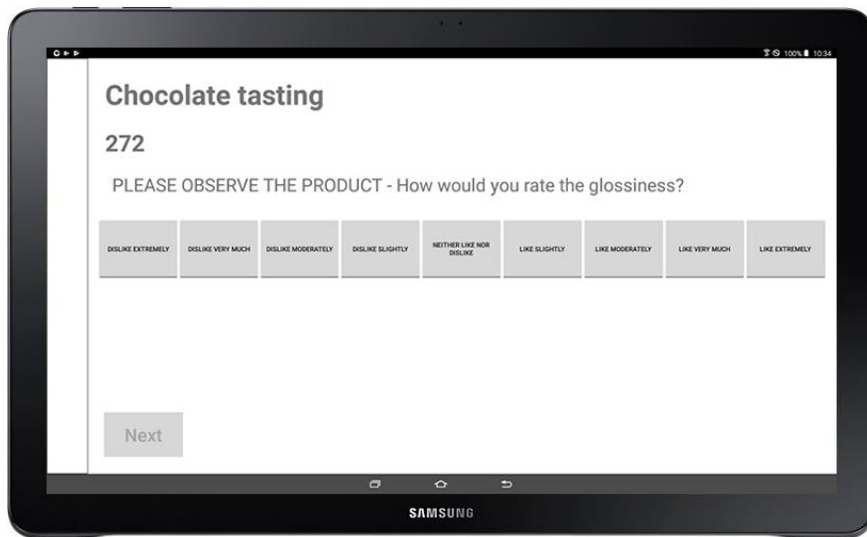 100% 10:34
Chocolate tasting
272
PLEASE OBSERVE THE PRODUCT - How would you rate the glossiness?
DISLIKE EXTREMELY DISLIKE VERY MUCH DISLIKE MODERATELY DISLIKE SLIGHTLY NEITHER LIKE NOR DISLIKE LIKE SLIGHTLY LIKE MODERATELY LIKE VERY MUCH LIKE EXTREMELY
Next
SAMSUNG